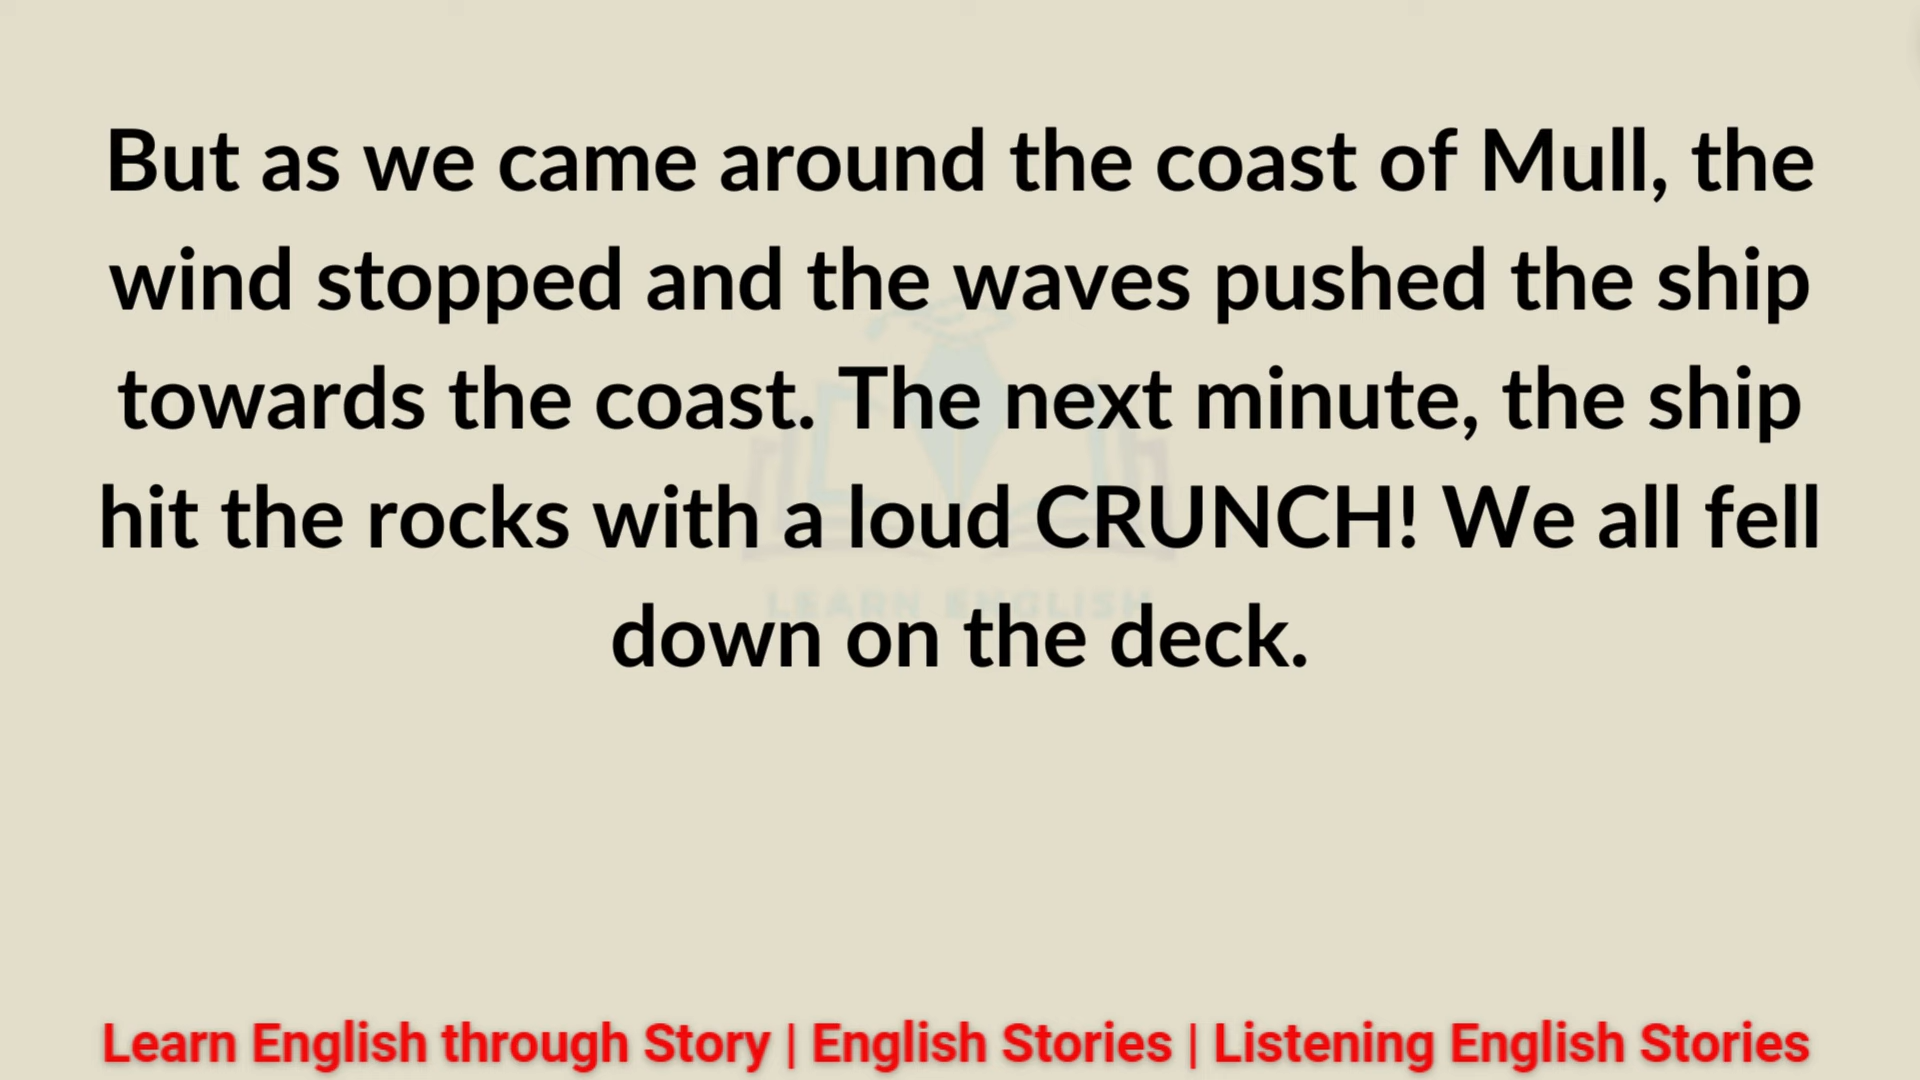 But as we came around the coast of Mull, the
wind stopped and the waves pushed the ship
towards the coast. The next minute, the ship
hit the rocks with a loud CRUNCH! We all fell
down on the deck.
LEARN ENGLISH
Learn English through Story | English Stories | Listening English Stories